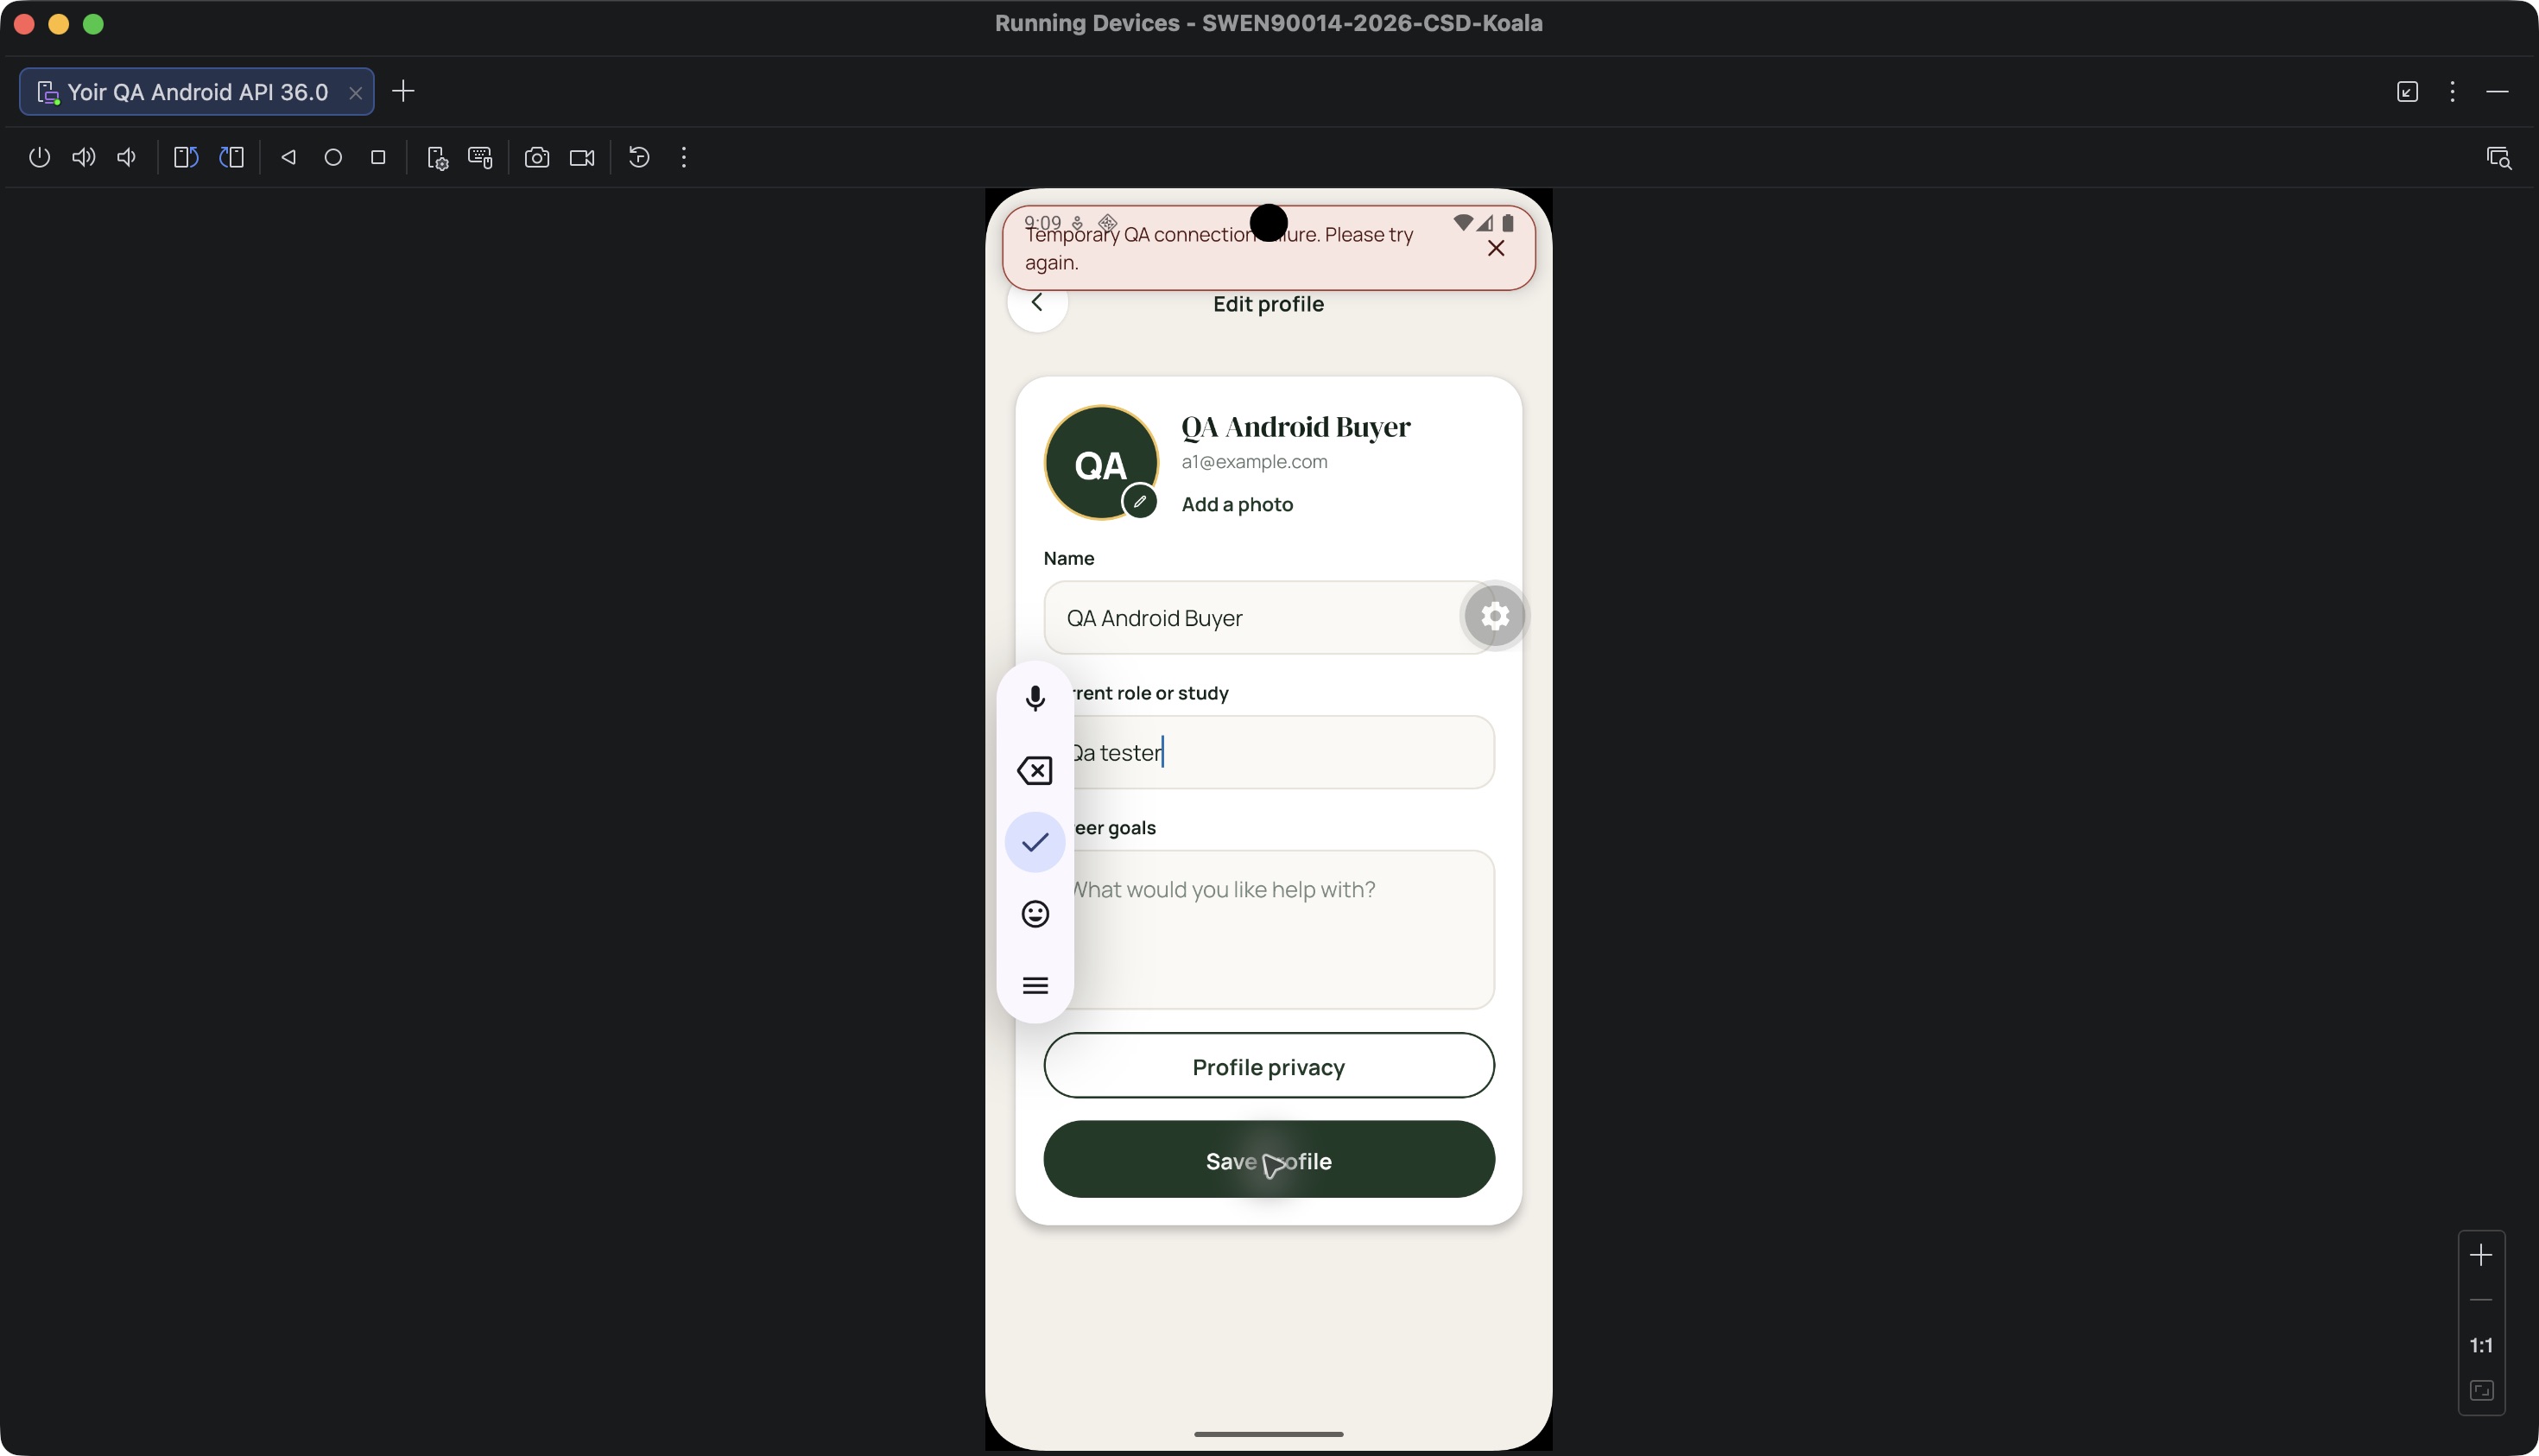 Running Devices - SWEN90014-2026-CSD-Koala
Yoir QA Android API 36.0
9:09
Temporary QA connection Please try
again.
Edit profile
QA
QA Android Buyer
a1@example.com
Add a photo
Name
QA Android Buyer
rent role or study
Qa tester
eer goals
What would you like help with?
Profile privacy
Save profile
1:1